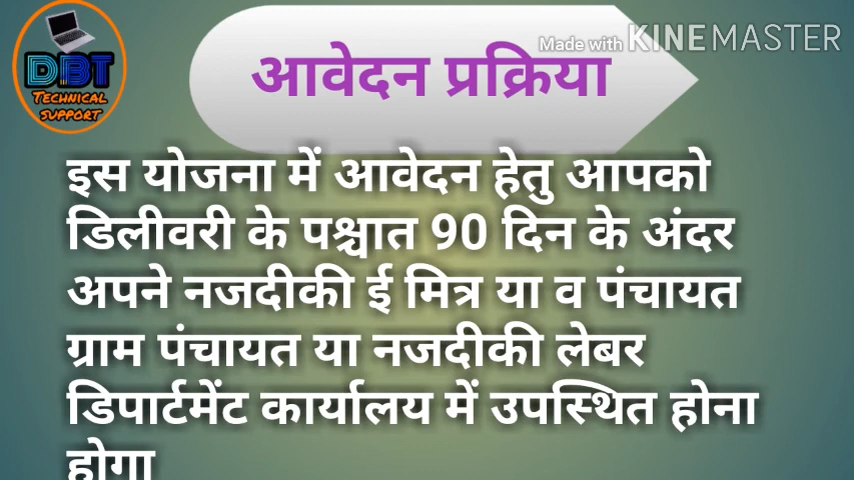 Made with KINEMASTER
DBT
TECHNICAL
SUPPORT
आवेदन प्रक्रिया
इस योजना में आवेदन हेतु आपको
डिलीवरी के पश्चात 90 दिन के अंदर
अपने नजदीकी ई मित्र या व पंचायत
ग्राम पंचायत या नजदीकी लेबर
डिपार्टमेंट कार्यालय में उपस्थित होना
होगा